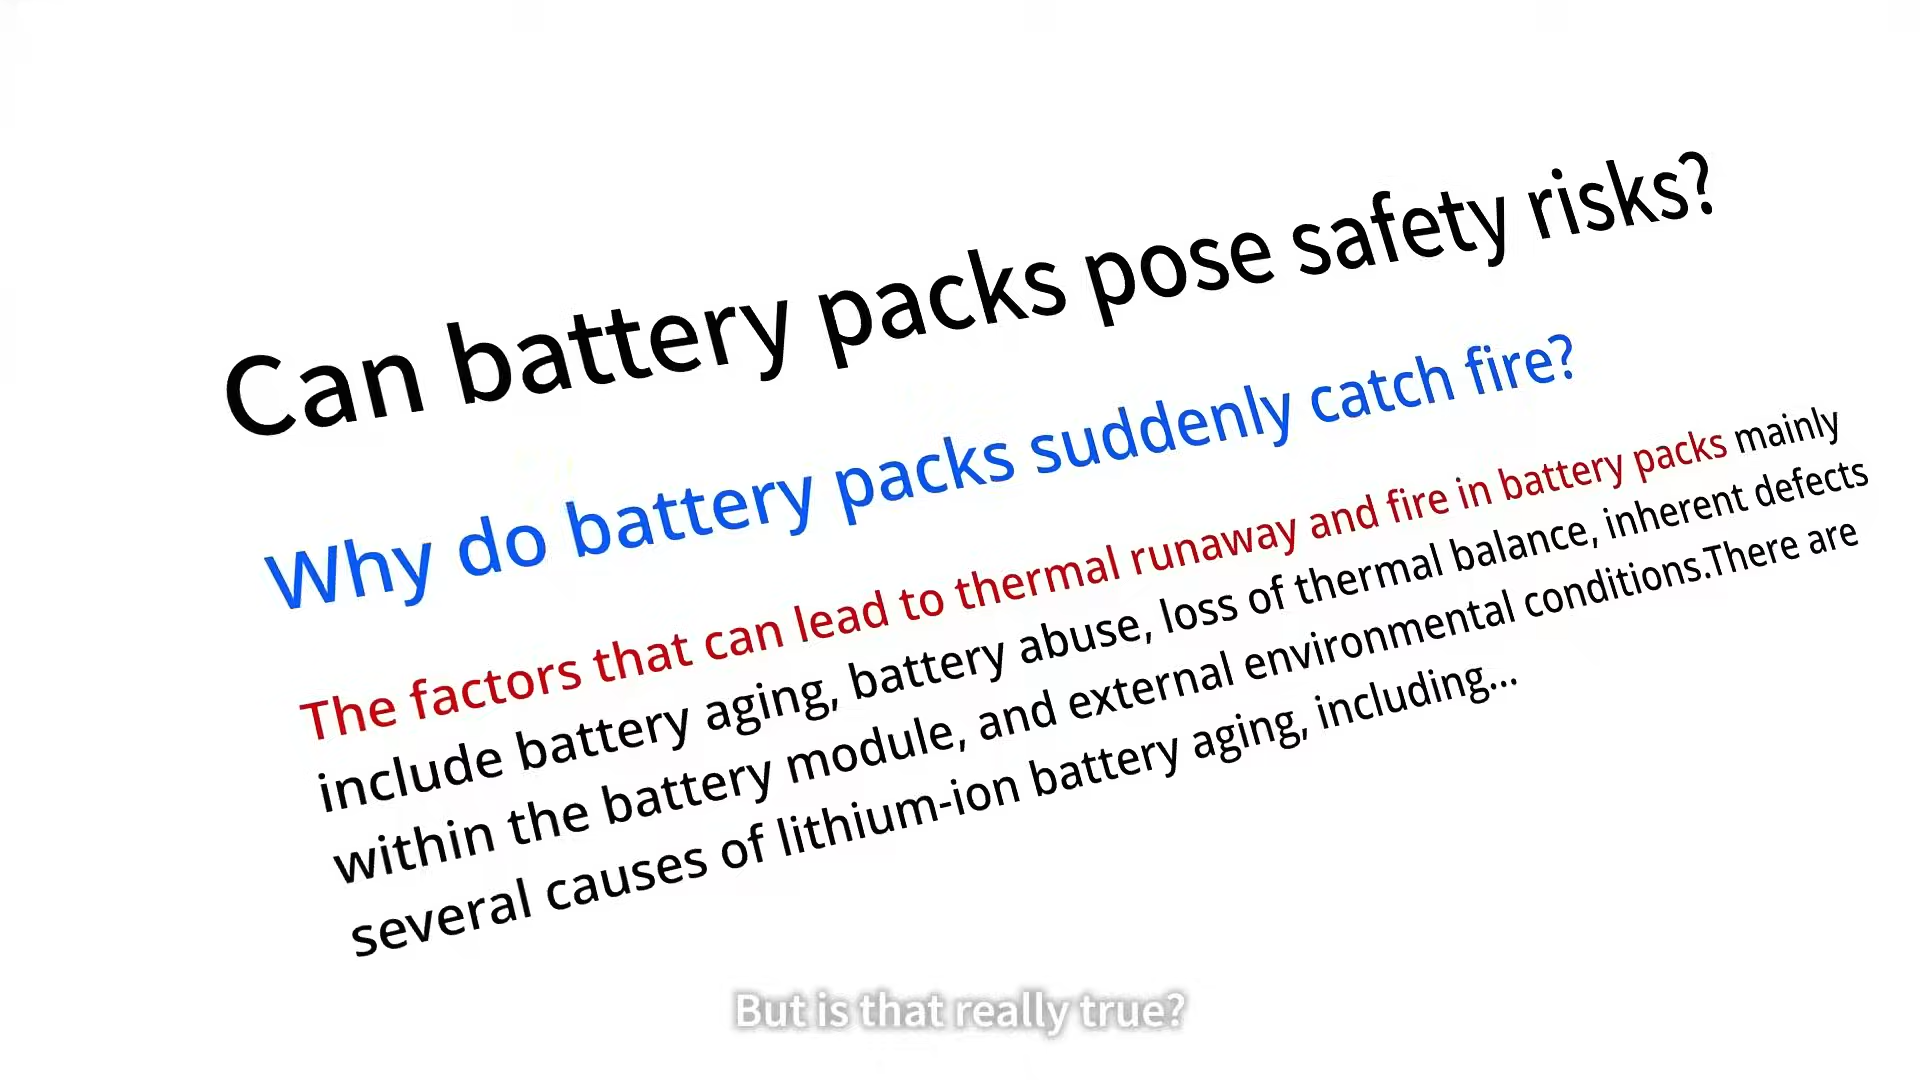 Can battery packs pose safety risks?
Why do battery packs suddenly catch fire?
The factors that can lead to thermal runaway and fire in battery packs mainly
include battery aging, battery abuse, loss of thermal balance, inherent defects
within the battery module, and external environmental conditions.There are
several causes of lithium-ion battery aging, including...
But is that really true?